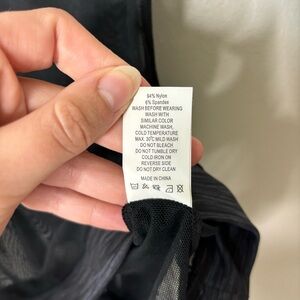 94% Nylon
6% Spandex
WASH BEFORE WEARING
WASH WITH
SIMILAR COLOR
MACHINE WASH,
COLD TEMPERATURE
MAX. 30℃ MILD WASH
DO NOT BLEACH
DO NOT TUMBLE DRY
COLD IRON ON
REVERSE SIDE
DO NOT DRY CLEAN
MADE IN CHINA